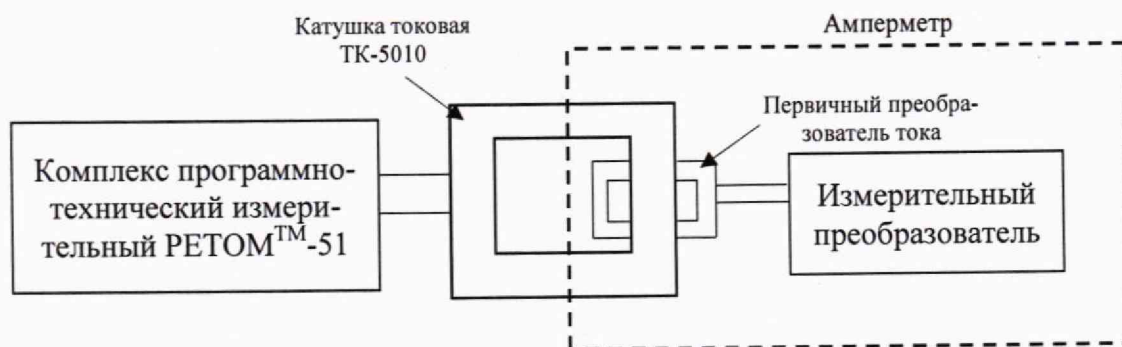 Амперметр
Катушка токовая
ТК-5010
Первичный преобра-
зователь тока
Комплекс программно-
технический измери-
тельный РЕТОМ™-51
Измерительный
преобразователь